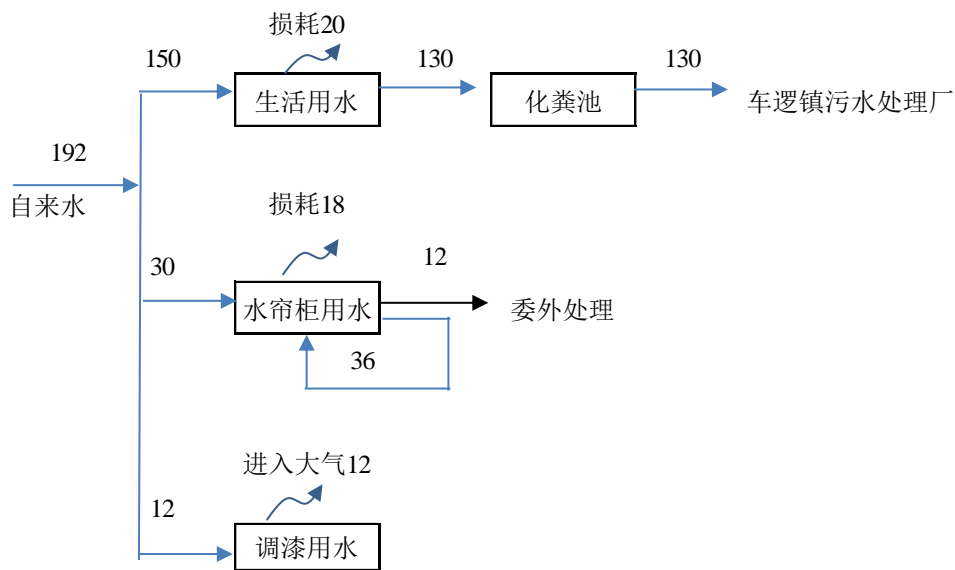 损耗20
150
130
130
生活用水
化粪池
车逻镇污水处理厂
192
自来水
损耗18
30
12
水帘柜用水
委外处理
36
进入大气12
12
调漆用水